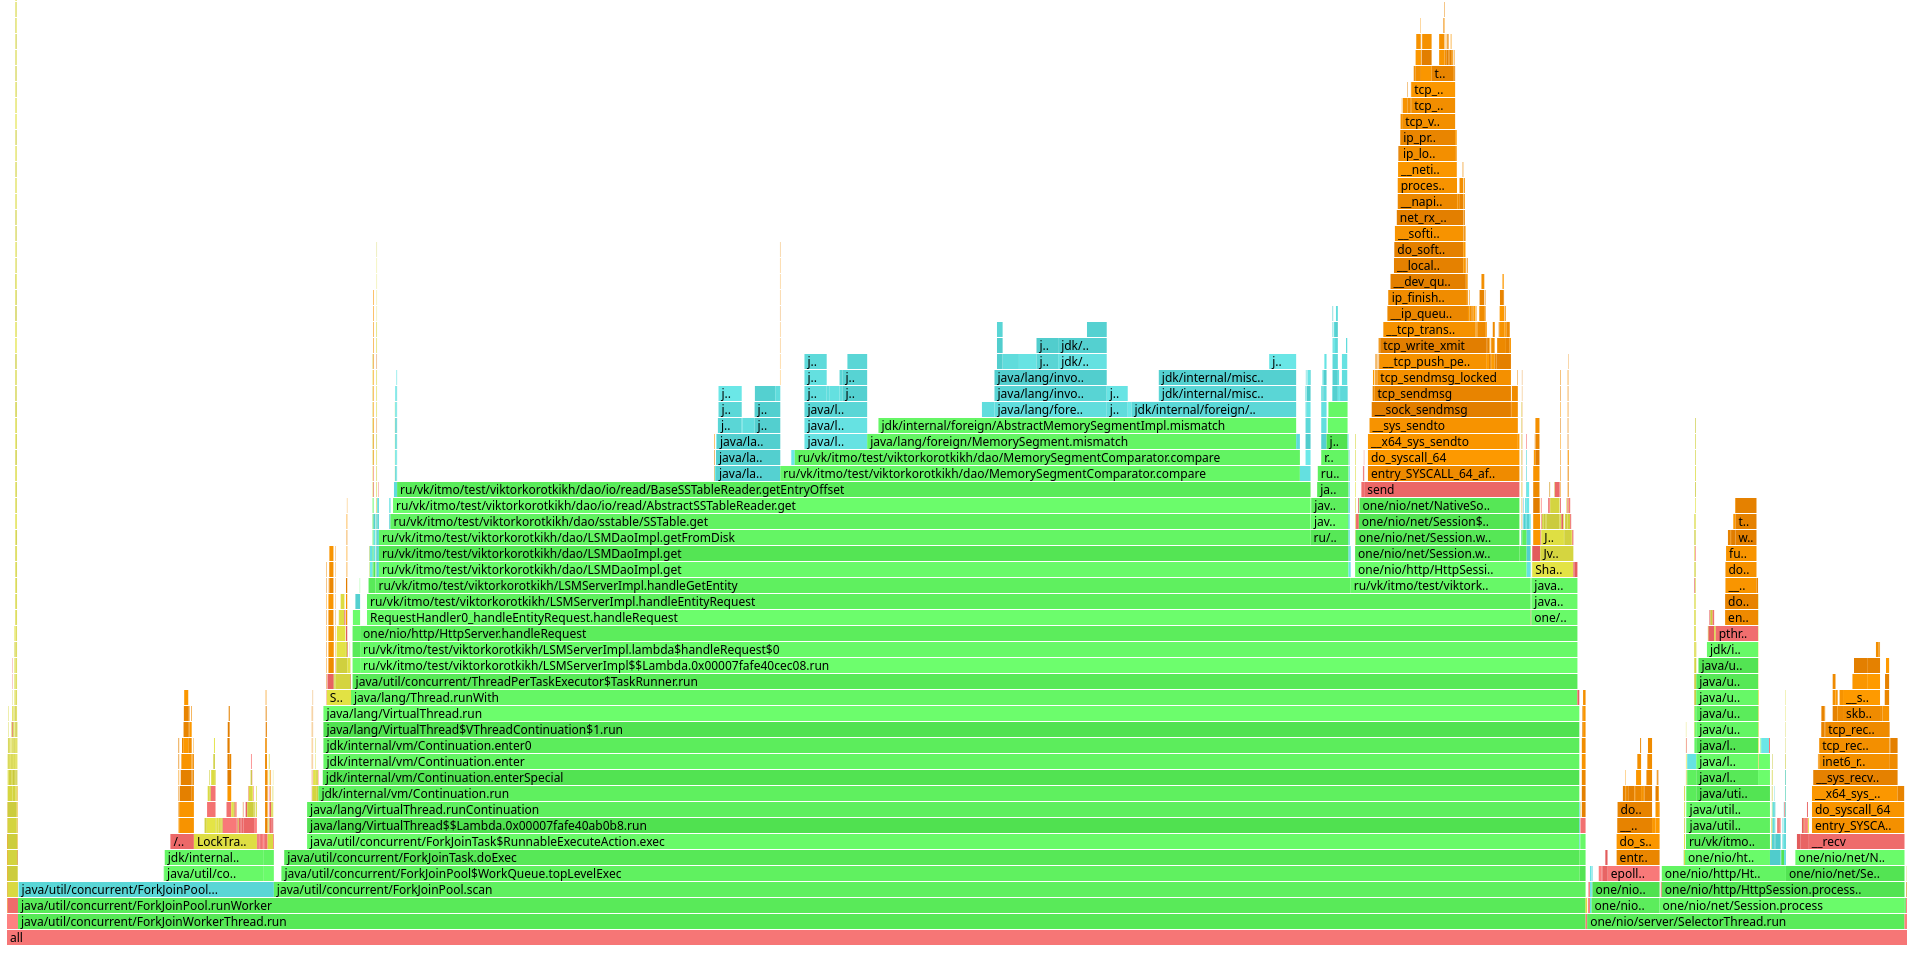 t..
tcp_..
tcp_..
tcp_v..
ip_pr..
ip_lo..
__neti..
proces..
__napi..
net_rx_..
__softi..
do_soft..
__local..
__dev_qu..
ip_finish..
__ip_queu..
__tcp_trans..
j.. jdk/.. tcp_write_xmit
j.. j.. jdk/.. j.. __tcp_push_pe..
j.. j.. java/lang/invo.. jdk/internal/misc.. tcp_sendmsg_locked
j.. j.. j.. java/lang/invo.. j.. jdk/internal/misc.. tcp_sendmsg
j.. j.. java/l.. java/lang/fore.. j.. jdk/internal/foreign/.. __sock_sendmsg
j.. j.. java/l.. jdk/internal/foreign/AbstractMemorySegmentImpl.mismatch __sys_sendto
java/la.. java/l.. java/lang/foreign/MemorySegment.mismatch j.. __x64_sys_sendto
java/la.. ru/vk/itmo/test/viktorkorotkikh/dao/MemorySegmentComparator.compare r.. do_syscall_64
java/la.. ru/vk/itmo/test/viktorkorotkikh/dao/MemorySegmentComparator.compare ru.. entry_SYSCALL_64_af..
ru/vk/itmo/test/viktorkorotkikh/dao/io/read/BaseSSTableReader.getEntryOffset ja.. send
ru/vk/itmo/test/viktorkorotkikh/dao/io/read/AbstractSSTableReader.get jav.. one/nio/net/NativeSo..
ru/vk/itmo/test/viktorkorotkikh/dao/sstable/SSTable.get jav.. one/nio/net/Session$.. t..
ru/vk/itmo/test/viktorkorotkikh/dao/LSMDaoImpl.getFromDisk ru/.. one/nio/net/Session.w.. J.. w..
ru/vk/itmo/test/viktorkorotkikh/dao/LSMDaoImpl.get one/nio/net/Session.w.. Jv.. fu..
ru/vk/itmo/test/viktorkorotkikh/dao/LSMDaoImpl.get one/nio/http/HttpSessi.. Sha.. do..
ru/vk/itmo/test/viktorkorotkikh/LSMServerImpl.handleGetEntity ru/vk/itmo/test/viktork.. java.. __..
ru/vk/itmo/test/viktorkorotkikh/LSMServerImpl.handleEntityRequest java.. do..
RequestHandler0_handleEntityRequest.handleRequest one/.. en..
one/nio/http/HttpServer.handleRequest pthr..
ru/vk/itmo/test/viktorkorotkikh/LSMServerImpl.lambda$handleRequest$0 jdk/i..
ru/vk/itmo/test/viktorkorotkikh/LSMServerImpl$$Lambda.0x00007fafe40cec08.run java/u..
java/util/concurrent/ThreadPerTaskExecutor$TaskRunner.run java/u..
S.. java/lang/Thread.runWith java/u.. __s..
java/lang/VirtualThread.run java/u.. skb..
java/lang/VirtualThread$VThreadContinuation$1.run java/u.. tcp_rec..
jdk/internal/vm/Continuation.enter0 java/l.. tcp_rec..
jdk/internal/vm/Continuation.enter java/l.. inet6_r..
jdk/internal/vm/Continuation.enterSpecial java/l.. __sys_recv..
jdk/internal/vm/Continuation.run java/uti.. __x64_sys_..
java/lang/VirtualThread.runContinuation do.. java/util.. do_syscall_64
java/lang/VirtualThread$$Lambda.0x00007fafe40ab0b8.run __.. java/util.. entry_SYSCA..
/.. LockTra.. java/util/concurrent/ForkJoinTask$RunnableExecuteAction.exec do_s.. ru/vk/itmo.. __recv
jdk/internal.. java/util/concurrent/ForkJoinTask.doExec entr.. one/nio/ht.. one/nio/net/N..
java/util/co.. java/util/concurrent/ForkJoinPool$WorkQueue.topLevelExec epoll.. one/nio/http/Ht.. one/nio/net/Se..
java/util/concurrent/ForkJoinPool... java/util/concurrent/ForkJoinPool.scan one/nio.. one/nio/http/HttpSession.process..
java/util/concurrent/ForkJoinPool.runWorker one/nio.. one/nio/net/Session.process
java/util/concurrent/ForkJoinWorkerThread.run one/nio/server/SelectorThread.run
all